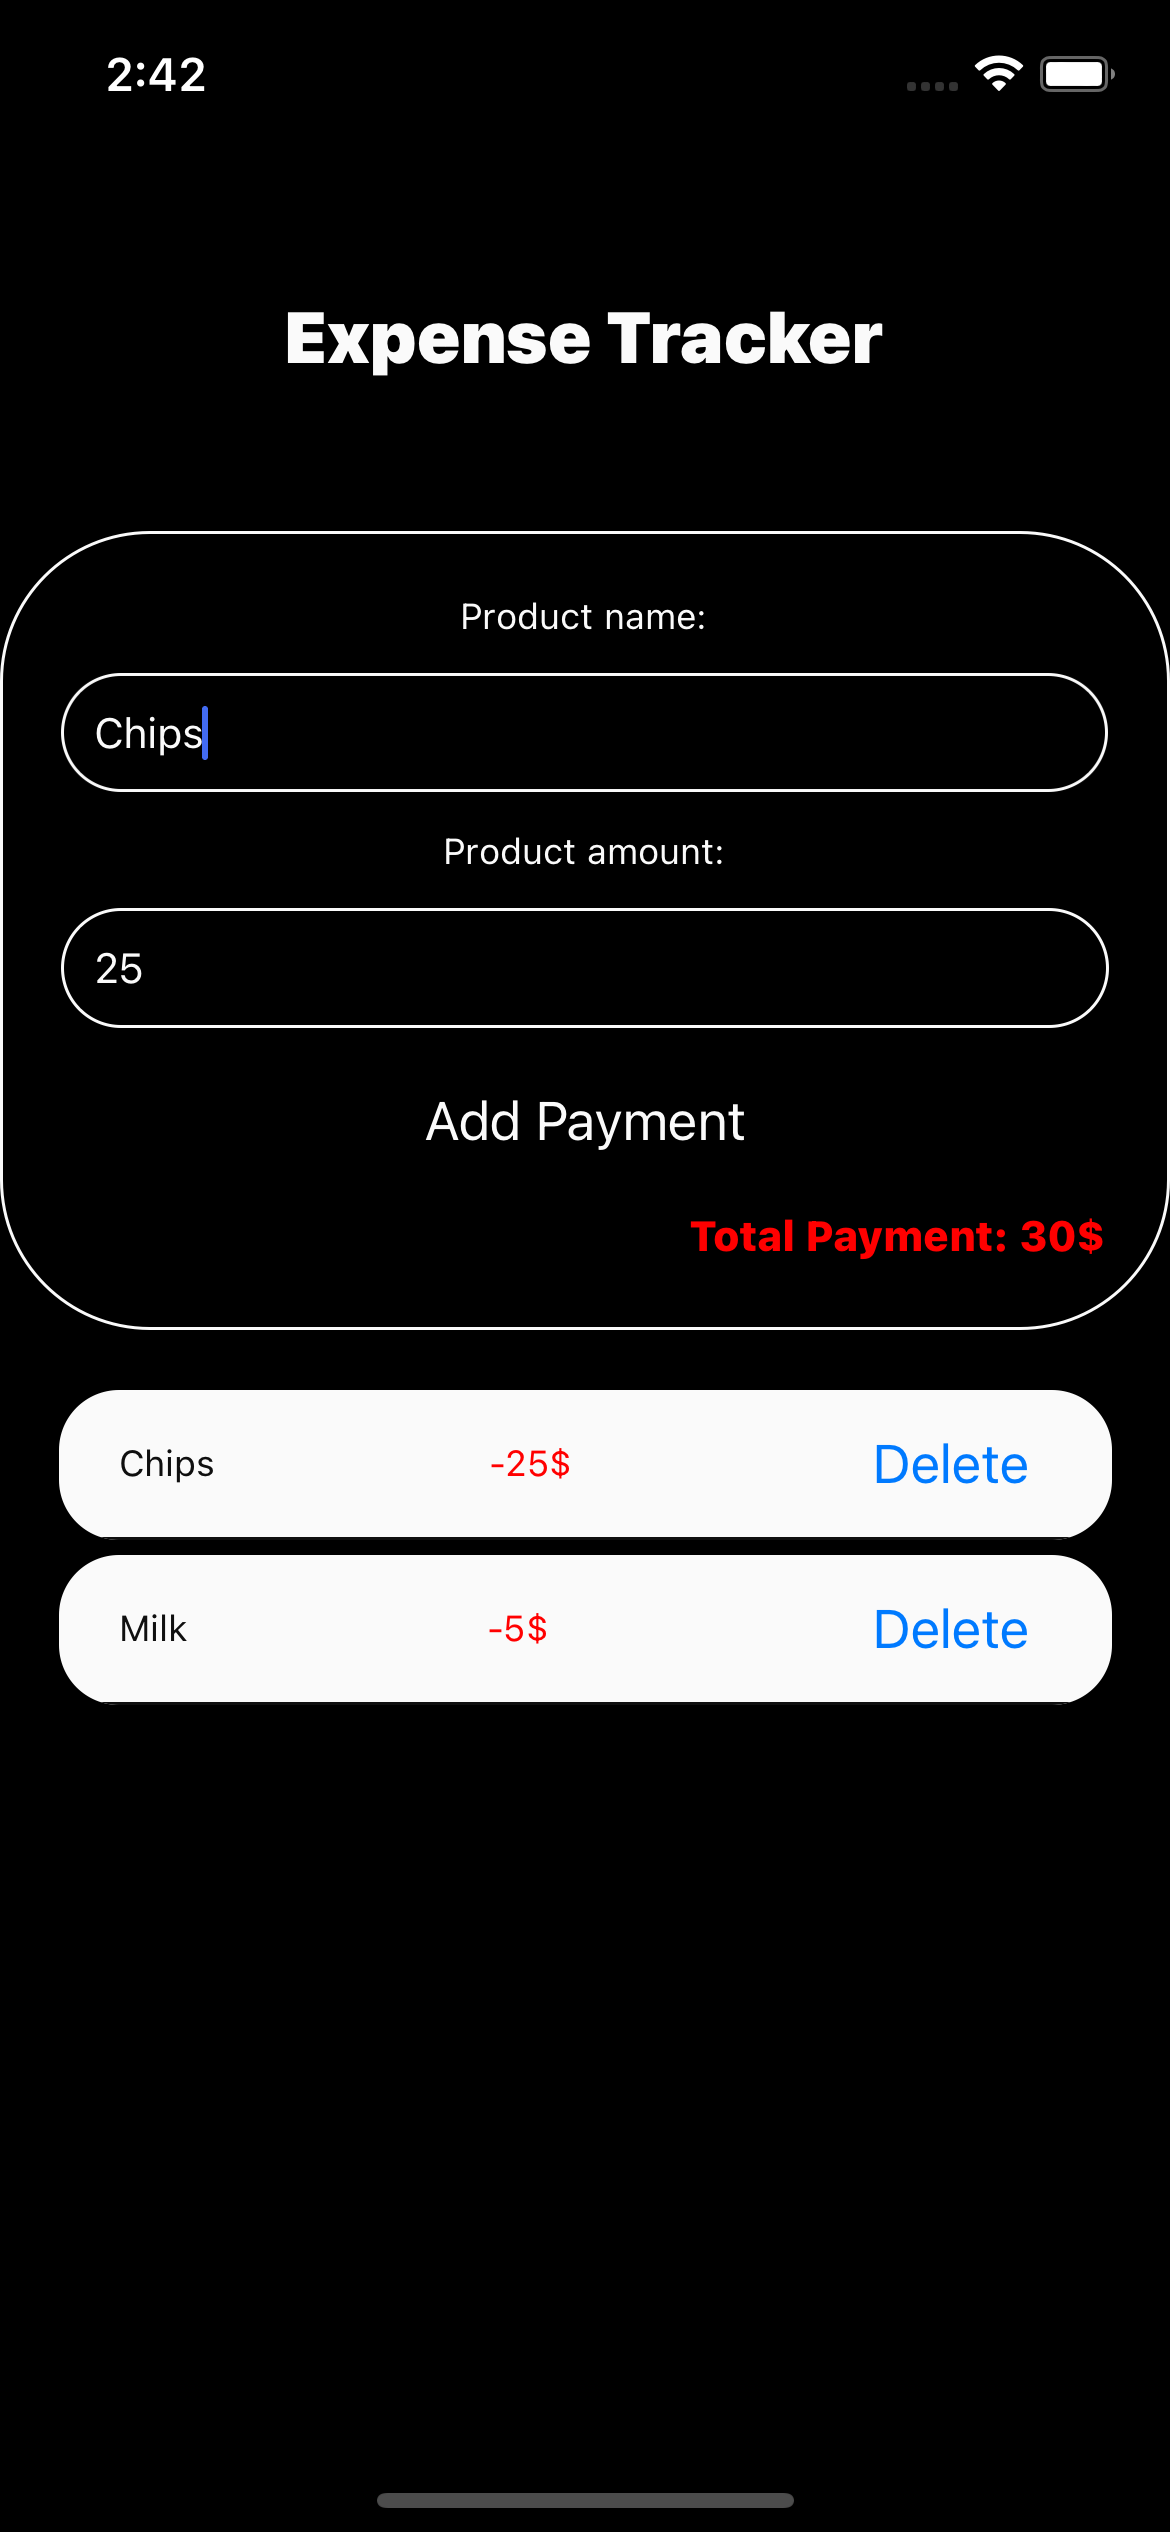 2:42
Expense Tracker
Product name:
Chips
Product amount:
25
Add Payment
Total Payment: 30$
Chips -25$ Delete
Milk -5$ Delete